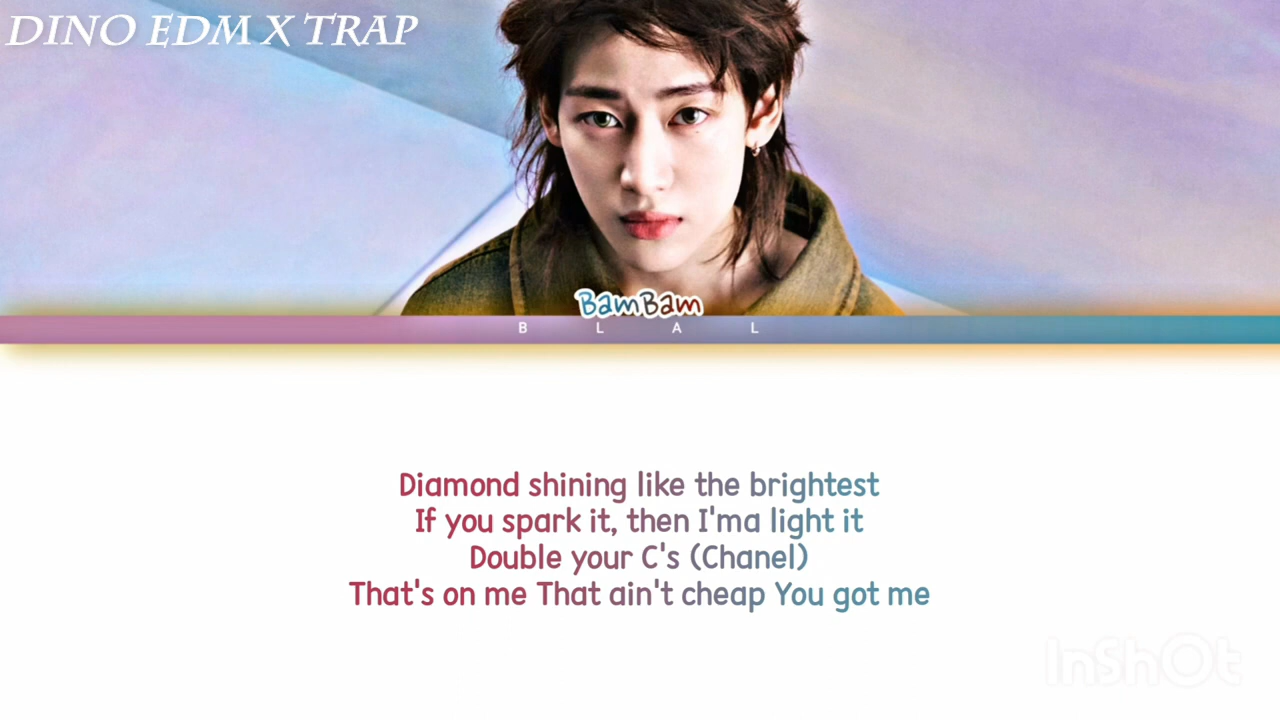 DINO EDM X TRAP
BamBam
B L A L
Diamond shining like the brightest
If you spark it, then I'ma light it
Double your C's (Chanel)
That's on me That ain't cheap You got me
InShOt